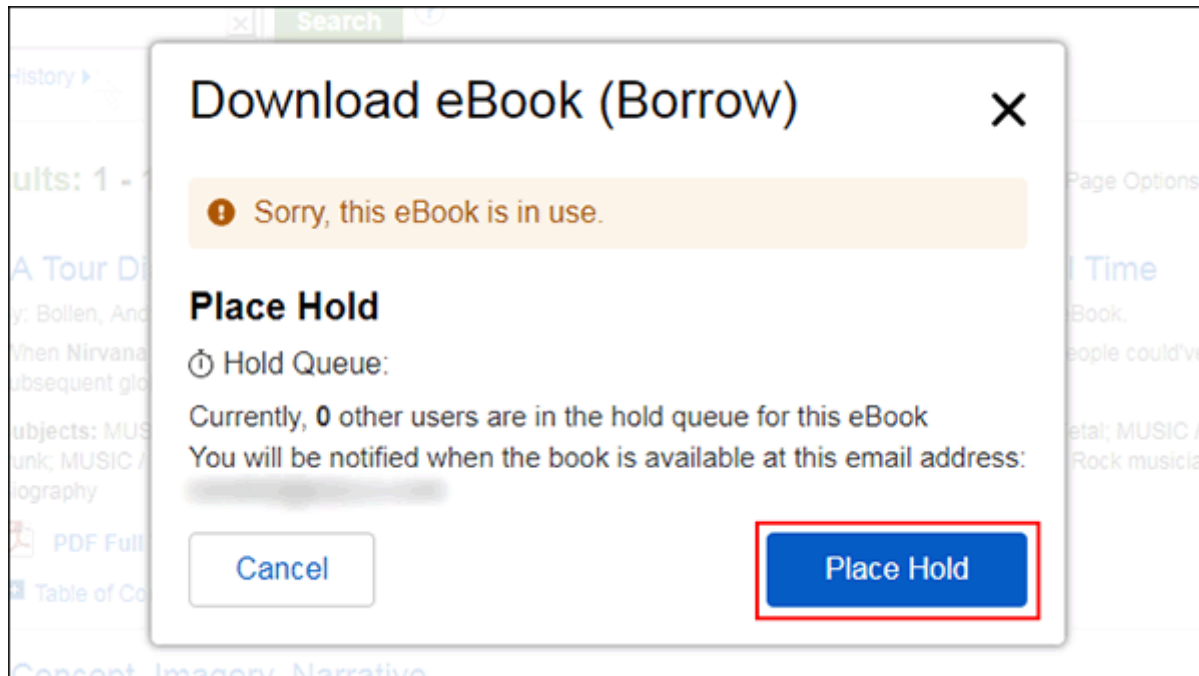 Search ?
History
Download eBook (Borrow)
ults: 1 -
Page Options
Sorry, this eBook is in use.
A Tour Di
l Time
y: Bollen, And
eBook.
Place Hold
When Nirvana
eople could've
Hold Queue:
ubsequent glo
Currently, 0 other users are in the hold queue for this eBook
ubjects: MUS
etal; MUSIC /
You will be notified when the book is available at this email address:
unk; MUSIC /
Rock musicia
iography
PDF Full
Cancel
Place Hold
Table of Co
Concept, Imagery, Narrative